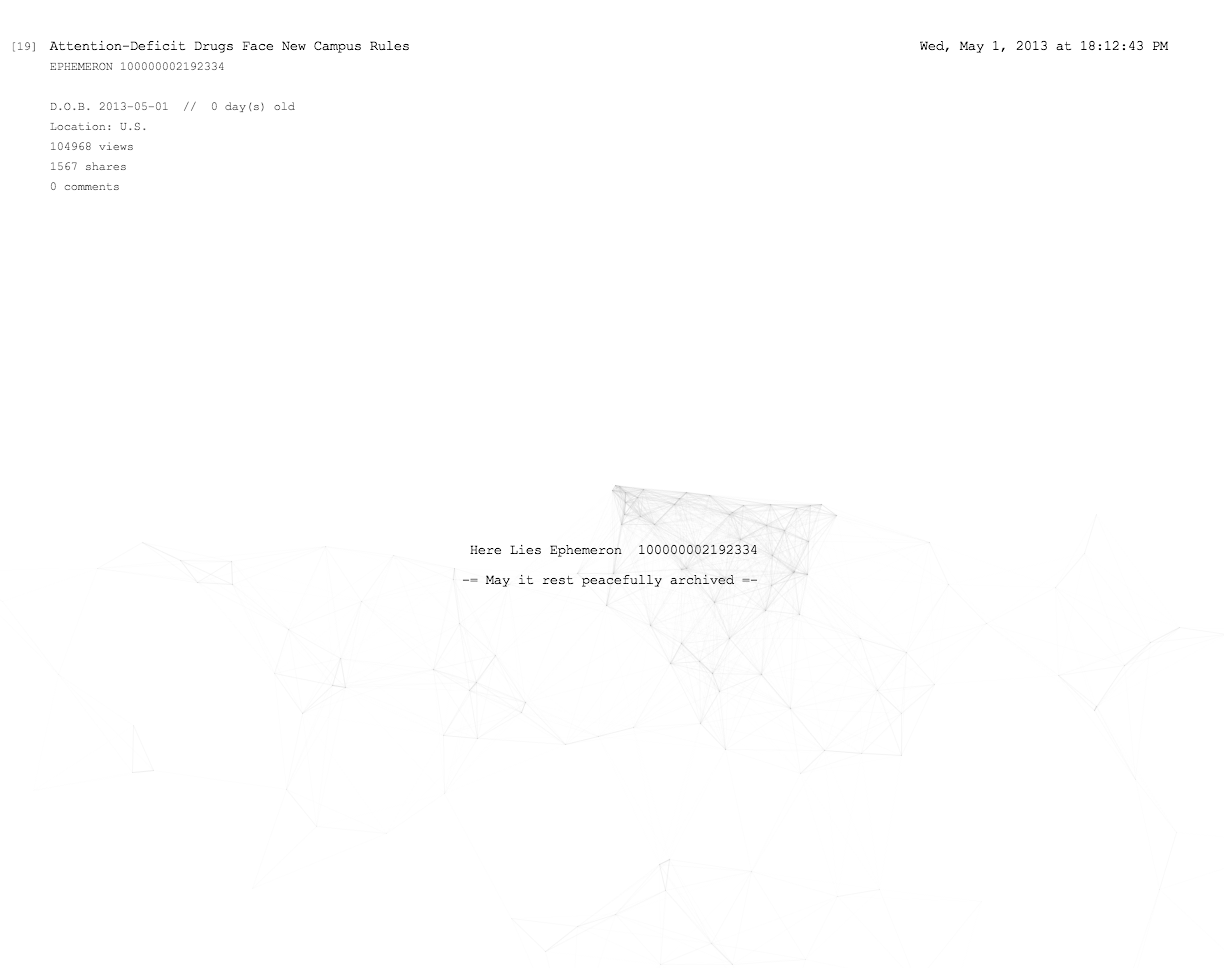 [19] Attention-Deficit Drugs Face New Campus Rules
Wed, May 1, 2013 at 18:12:43 PM
EPHEMERON 100000002192334
D.O.B. 2013-05-01 // 0 day(s) old
Location: U.S.
104968 views
1567 shares
0 comments
Here Lies Ephemeron 100000002192334
-= May it rest peacefully archived =-